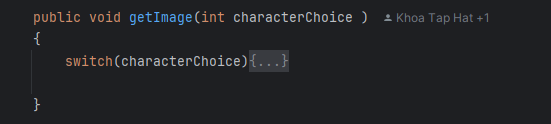 public void getImage(int characterChoice ) Khoa Tap Hat +1
{
switch(characterChoice){...}
}